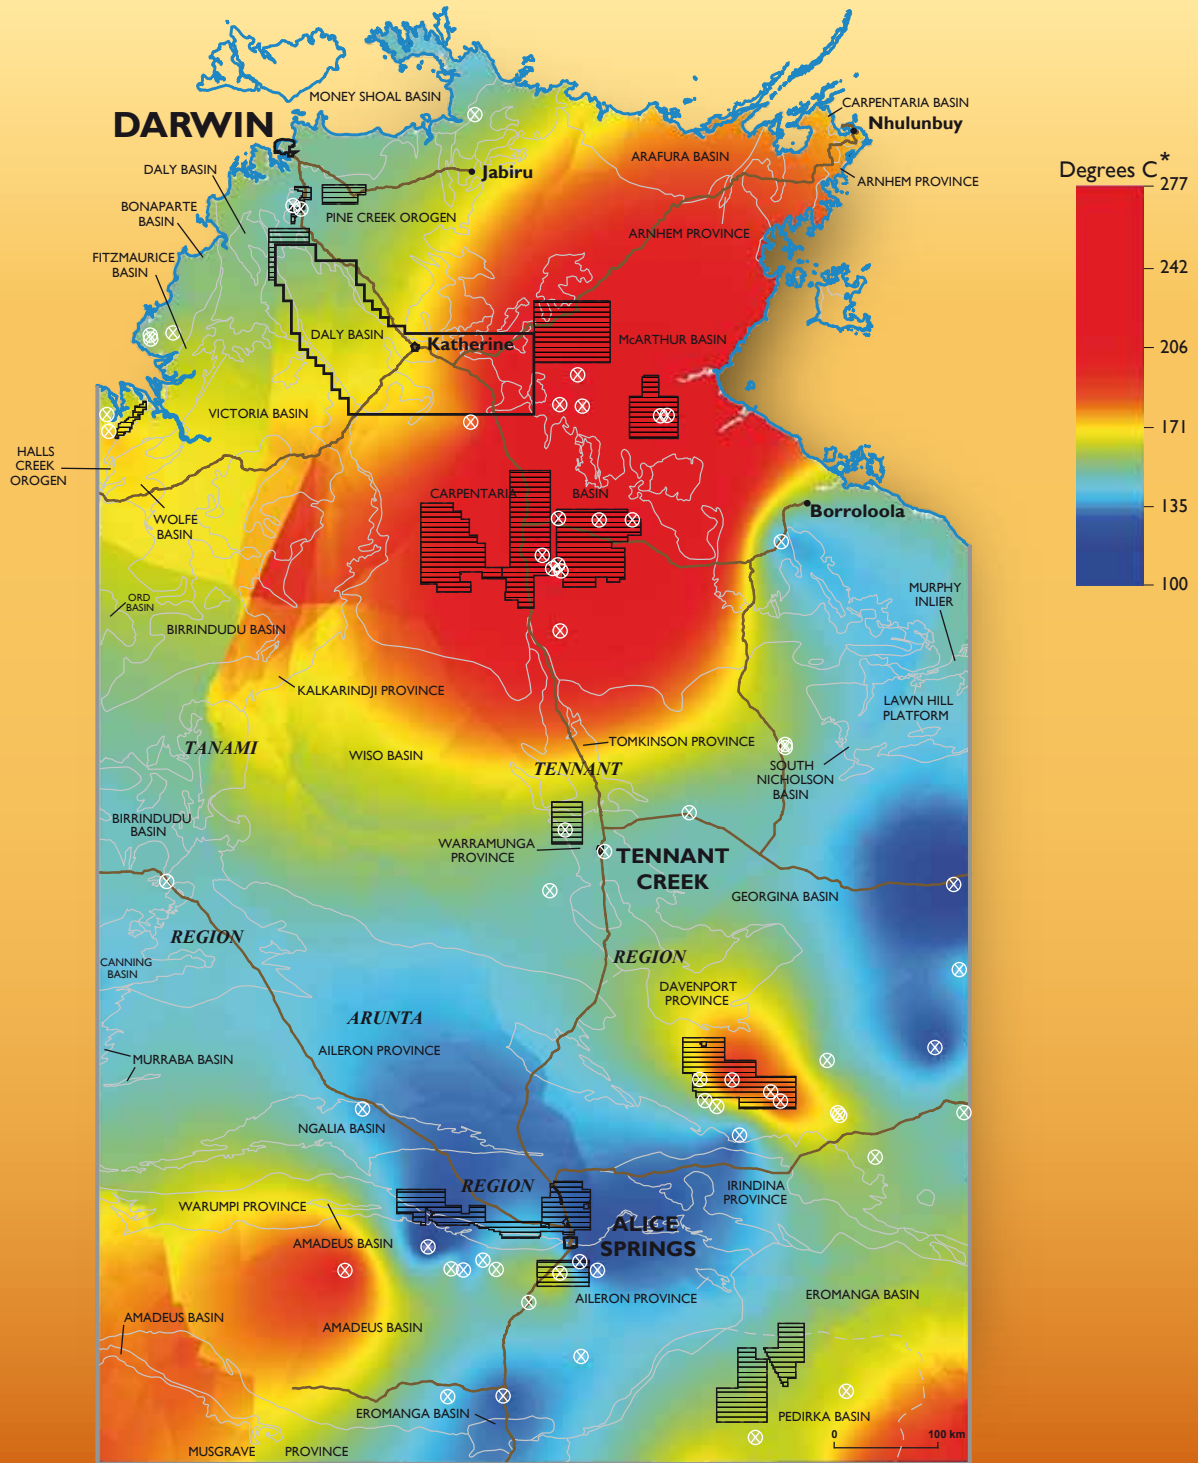 MONEY SHOAL BASIN
CARPENTARIA BASIN
DARWIN
Nhulunbuy
ARAFURA BASIN
Degrees C*
DALY BASIN
Jabiru
ARNHEM PROVINCE
277
BONAPARTE
BASIN
PINE CREEK OROGEN
ARNHEM PROVINCE
FITZMAURICE
BASIN
242
DALY BASIN
Katherine
McARTHUR BASIN
206
VICTORIA BASIN
171
HALLS
CREEK
OROGEN
CARPENTARIA
BASIN
Borroloola
135
WOLFE
BASIN
100
MURPHY
INLIER
ORD
BASIN
BIRRINDUDU BASIN
KALKARINDJI PROVINCE
LAWN HILL
PLATFORM
TANAMI
WISO BASIN
TOMKINSON PROVINCE
TENNANT
SOUTH
NICHOLSON
BASIN
BIRRINDUDU
BASIN
WARRAMUNGA
PROVINCE
TENNANT
CREEK
GEORGINA BASIN
REGION
REGION
CANNING
BASIN
DAVENPORT
PROVINCE
ARUNTA
AILERON PROVINCE
MURRABA BASIN
NGALIA BASIN
REGION
IRINDINA
PROVINCE
WARUMPI PROVINCE
ALICE
SPRINGS
AMADEUS BASIN
AILERON PROVINCE
EROMANGA BASIN
AMADEUS BASIN
AMADEUS BASIN
EROMANGA BASIN
PEDIRKA BASIN
0
100 km
MUSGRAVE
PROVINCE